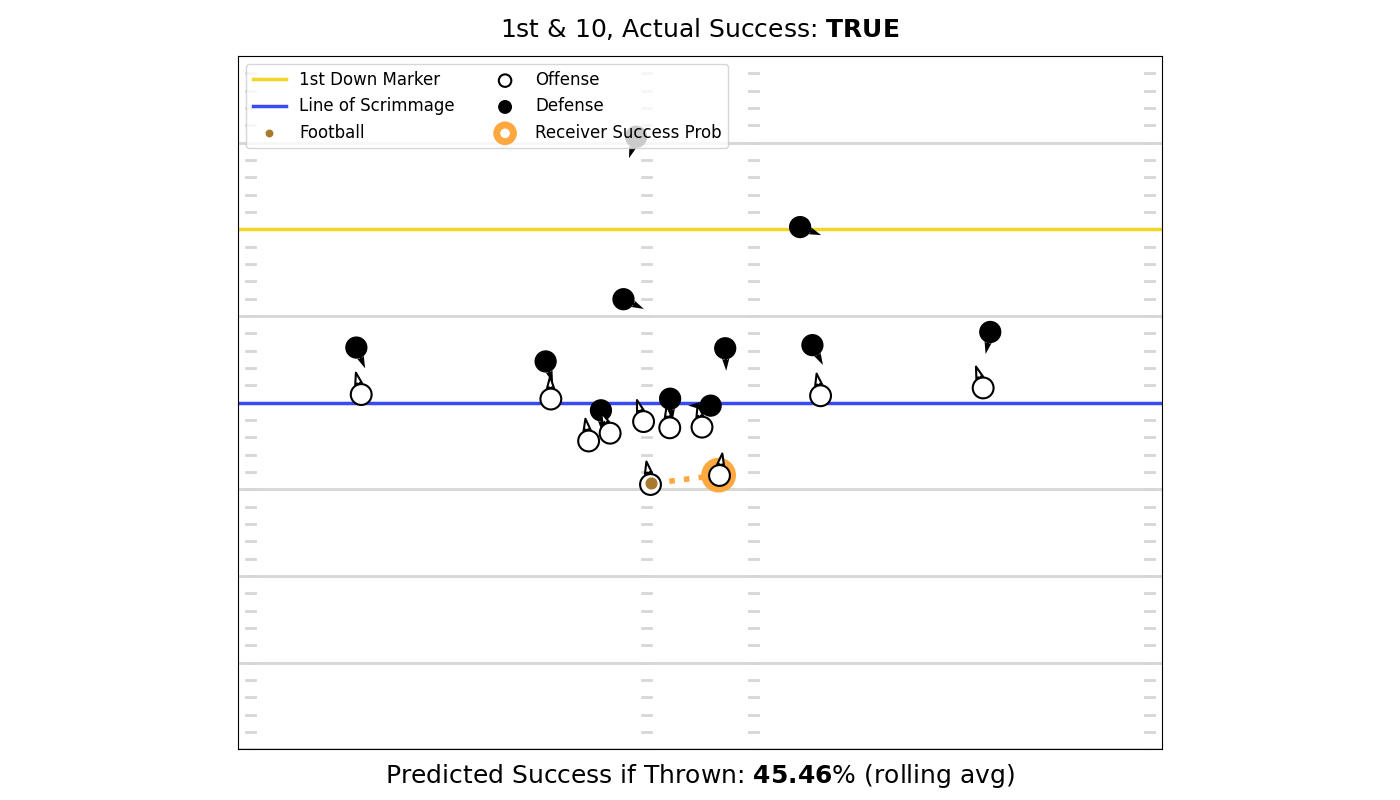 1st & 10, Actual Success: TRUE
1st Down Marker
Line of Scrimmage
Football
Offense
Defense
Receiver Success Prob
Predicted Success if Thrown: 45.46% (rolling avg)